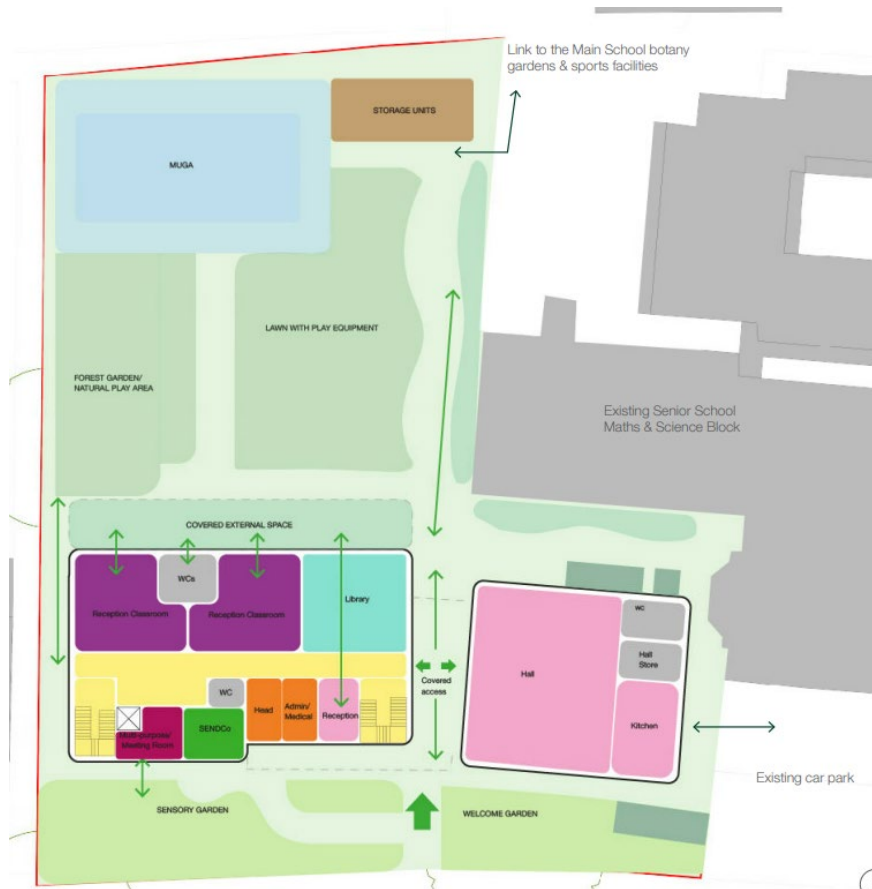 Link to the Main School botany
gardens & sports facilities
STORAGE UNITS
MUGA
LAWN WITH PLAY EQUIPMENT
FOREST GARDEN/
NATURAL PLAY AREA
Existing Senior School
Maths & Science Block
COVERED EXTERNAL SPACE
WCs
Reception Classroom
Reception Classroom
Library
WC
Hall
Hall
Store
Covered
access
WC
Head
Admin/
Medical
Reception
Multi-purpose/
Meeting Room
SENDCo
Kitchen
Existing car park
SENSORY GARDEN
WELCOME GARDEN